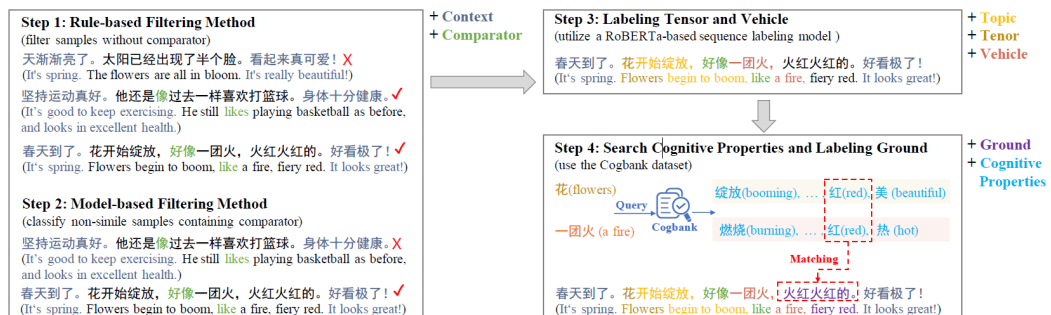 Step 1: Rule-based Filtering Method
(filter samples without comparator)
天渐渐亮了。太阳已经出现了半个脸。看起来真可爱！X
(It's spring. The flowers are all in bloom. It's really beautiful!)
坚持运动真好。他还是像过去一样喜欢打篮球。身体十分健康。✓
(It's good to keep exercising. He still likes playing basketball as before,
and looks in excellent health.)
春天到了。花开始绽放，好像一团火，火红火红的。好看极了！✓
(It's spring. Flowers begin to boom, like a fire, fiery red. It looks great!)
Step 2: Model-based Filtering Method
(classify non-simile samples containing comparator)
坚持运动真好。他还是像过去一样喜欢打篮球。身体十分健康。X
(It's good to keep exercising. He still likes playing basketball as before,
and looks in excellent health.)
春天到了。花开始绽放，好像一团火，火红火红的。好看极了！✓
(It's spring. Flowers begin to boom, like a fire, fiery red. It looks great!)
+ Context
+ Comparator
Step 3: Labeling Tensor and Vehicle
(utilize a RoBERTa-based sequence labeling model )
春天到了。花开始绽放，好像一团火，火红火红的。好看极了！
(It's spring. Flowers begin to boom, like a fire, fiery red. It looks great!)
+ Topic
+ Tenor
+ Vehicle
Step 4: Search Cognitive Properties and Labeling Ground
(use the Cogbank dataset)
花(flowers)
Query
Cogbank
绽放(booming), … 红(red), 美 (beautiful)
一团火 (a fire)
燃烧(burning), … 红(red), 热 (hot)
Matching
春天到了。花开始绽放，好像一团火，火红火红的。好看极了！
(It's spring. Flowers begin to boom, like a fire, fiery red. It looks great!)
+ Ground
+ Cognitive
Properties